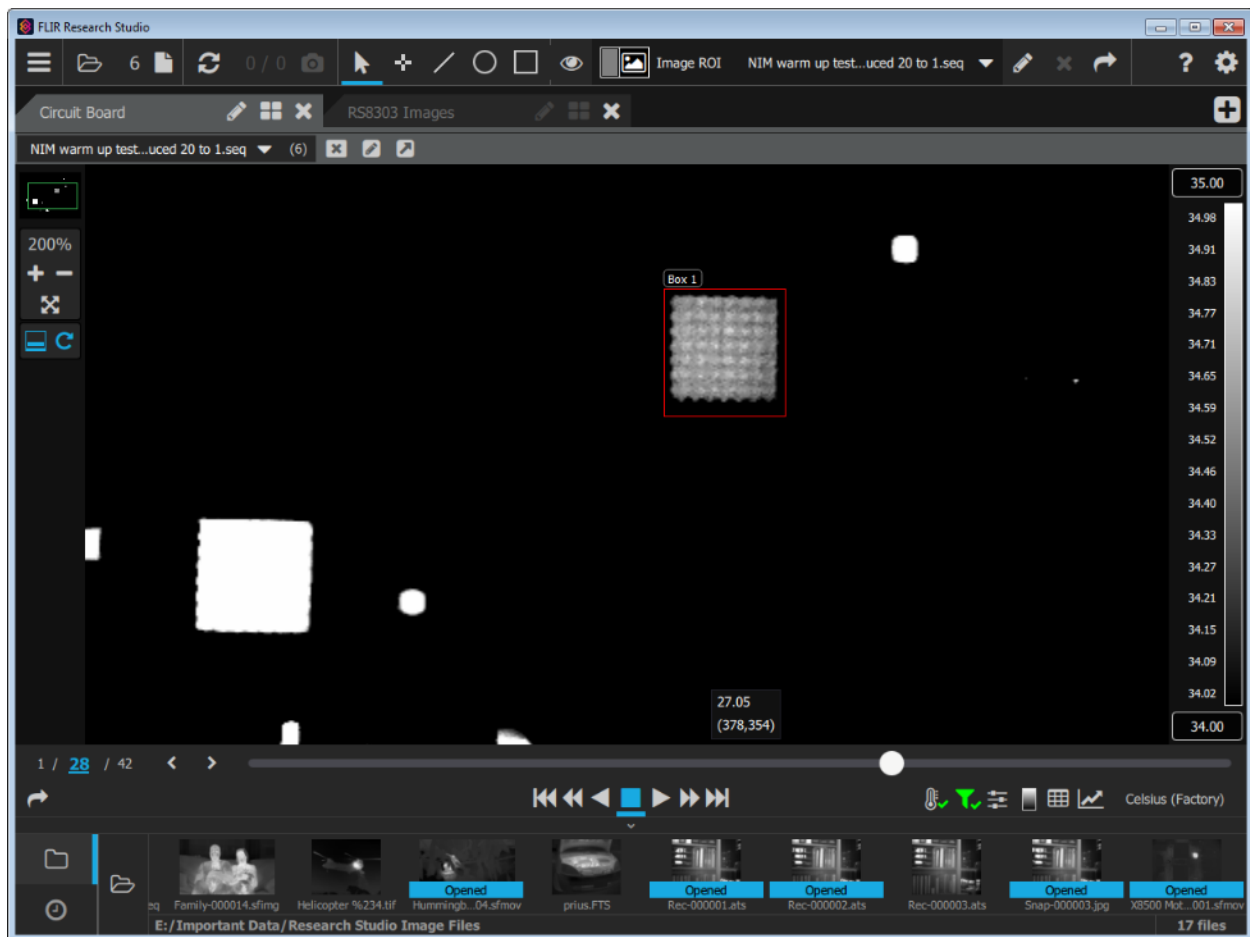 FLIR Research Studio
6 0 / 0 Image ROI NIM warm up test...uced 20 to 1.seq ?
Circuit Board RS8303 Images
NIM warm up test...uced 20 to 1.seq (6)
35.00
34.98
200%
34.91
Box 1
34.83
34.77
34.71
34.65
34.59
34.52
34.46
34.40
34.33
34.27
34.21
34.15
34.09
34.02
27.05
(378,354)
34.00
1 / 28 / 42
Celsius (Factory)
Opened Opened Opened Opened Opened
eq Family-000014.sfimg Helicopter %234.tif Hummingb...04.sfmov prius.FTS Rec-000001.ats Rec-000002.ats Rec-000003.ats Snap-000003.jpg X8500 Mot...001.sfmov
E:/Important Data/Research Studio Image Files 17 files